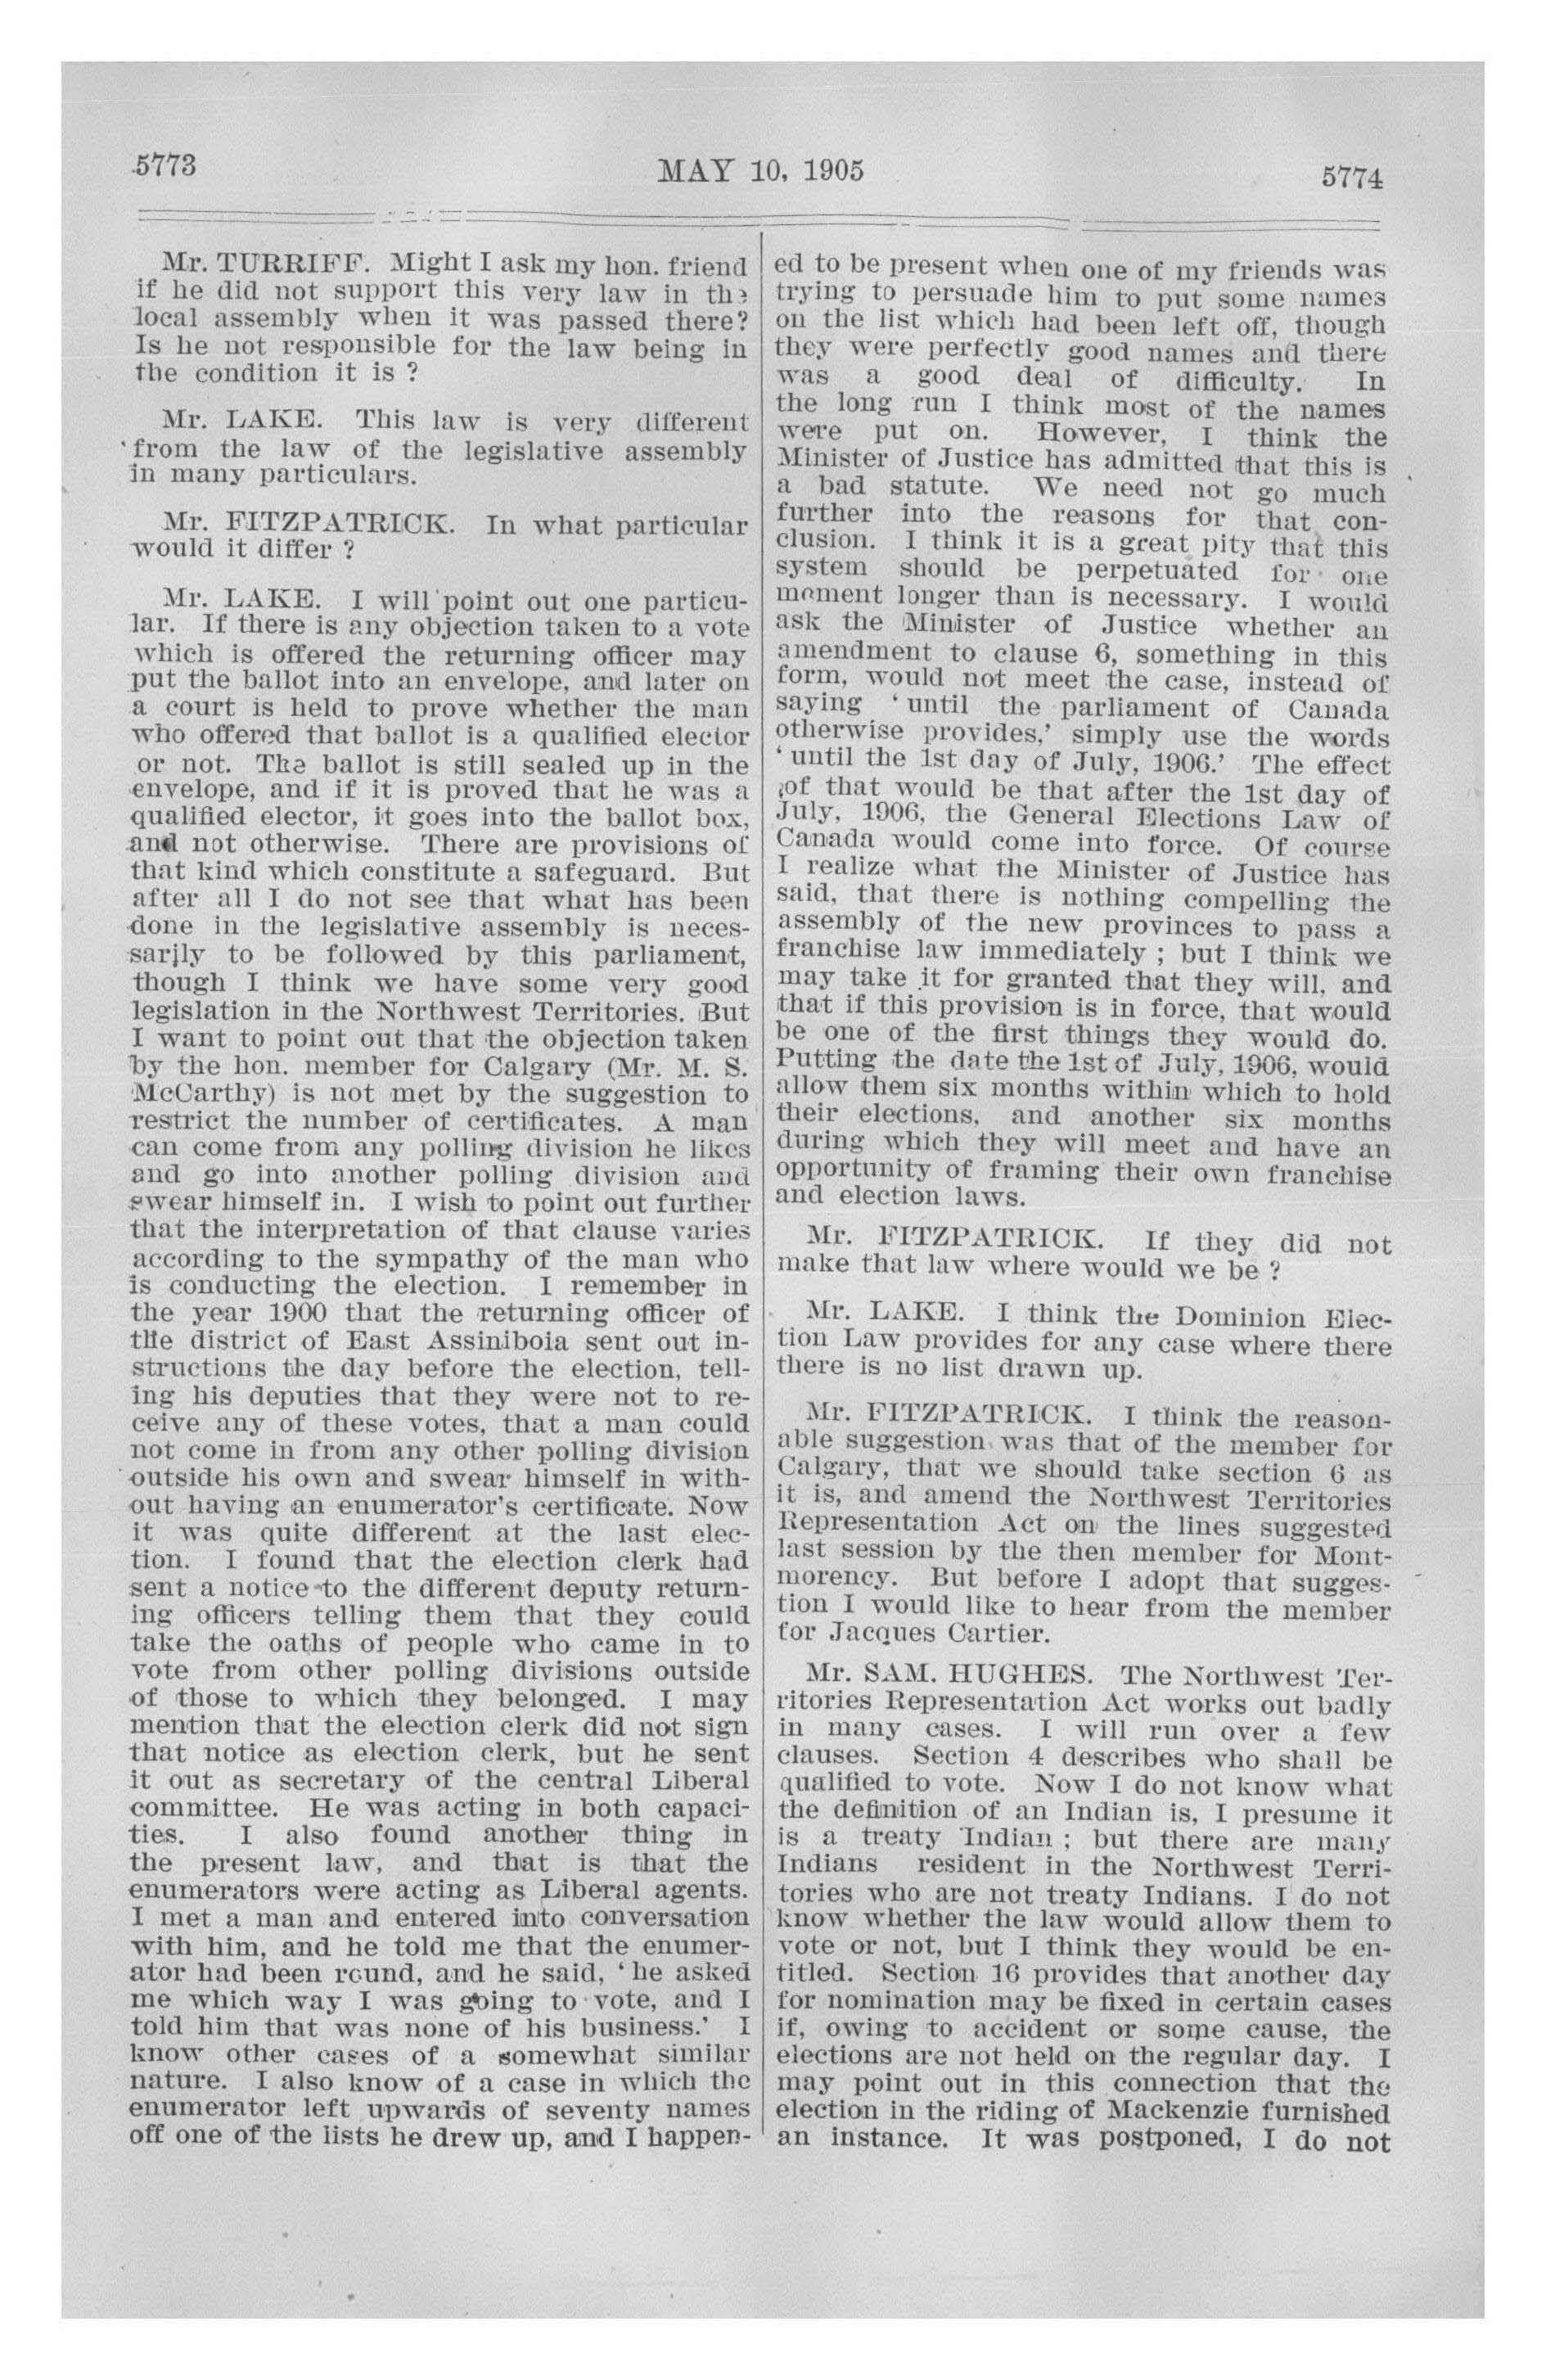 5773
MAY 10, 1905
5774
Mr. TURRIFF. Might I ask my hon. friend
if he did not support this very law in the
local assembly when it was passed there?
Is he not responsible for the law being in
the condition it is ?
Mr. LAKE. This law is very different
from the law of the legislative assembly
in many particulars.
Mr. FITZPATRICK. In what particular
would it differ ?
Mr. LAKE. I will point out one particu-
lar. If there is any objection taken to a vote
which is offered the returning officer may
put the ballot into an envelope, and later on
a court is held to prove whether the man
who offered that ballot is a qualified elector
or not. The ballot is still sealed up in the
envelope, and if it is proved that he was a
qualified elector, it goes into the ballot box,
and not otherwise. There are provisions of
that kind which constitute a safeguard. But
after all I do not see that what has been
done in the legislative assembly is neces-
sarily to be followed by this parliament,
though I think we have some very good
legislation in the Northwest Territories. But
I want to point out that the objection taken
by the hon. member for Calgary (Mr. M. S.
McCarthy) is not met by the suggestion to
restrict the number of certificates. A man
can come from any polling division he likes
and go into another polling division and
swear himself in. I wish to point out further
that the interpretation of that clause varies
according to the sympathy of the man who
is conducting the election. I remember in
the year 1900 that the returning officer of
the district of East Assiniboia sent out in-
structions the day before the election, tell-
ing his deputies that they were not to re-
ceive any of these votes, that a man could
not come in from any other polling division
outside his own and swear himself in with-
out having an enumerator's certificate. Now
it was quite different at the last elec-
tion. I found that the election clerk had
sent a notice to the different deputy return-
ing officers telling them that they could
take the oaths of people who came in to
vote from other polling divisions outside
of those to which they belonged. I may
mention that the election clerk did not sign
that notice as election clerk, but he sent
it out as secretary of the central Liberal
committee. He was acting in both capaci-
ties. I also found another thing in
the present law, and that is that the
enumerators were acting as Liberal agents.
I met a man and entered into conversation
with him, and he told me that the enumer-
ator had been round, and he said, ' he asked
me which way I was going to vote, and I
told him that was none of his business.' I
know other cases of a somewhat similar
nature. I also know of a case in which the
enumerator left upwards of seventy names
off one of the lists he drew up, and I happen-
ed to be present when one of my friends was
trying to persuade him to put some names
on the list which had been left off, though
they were perfectly good names and there
was a good deal of difficulty. In
the long run I think most of the names
were put on. However, I think the
Minister of Justice has admitted that this is
a bad statute. We need not go much
further into the reasons for that con-
clusion. I think it is a great pity that this
system should be perpetuated for one
moment longer than is necessary. I would
ask the Minister of Justice whether an
amendment to clause 6, something in this
form, would not meet the case, instead of
saying ' until the parliament of Canada
otherwise provides,' simply use the words
' until the 1st day of July, 1906.' The effect
of that would be that after the 1st day of
July, 1906, the General Elections Law of
Canada would come into force. Of course
I realize what the Minister of Justice has
said, that there is nothing compelling the
assembly of the new provinces to pass a
franchise law immediately ; but I think we
may take it for granted that they will, and
that if this provision is in force, that would
be one of the first things they would do.
Putting the date the 1st of July, 1906, would
allow them six months within which to hold
their elections, and another six months
during which they will meet and have an
opportunity of framing their own franchise
and election laws.
Mr. FITZPATRICK. If they did not
make that law where would we be ?
Mr. LAKE. I think the Dominion Elec-
tion Law provides for any case where there
there is no list drawn up.
Mr. FITZPATRICK. I think the reason-
able suggestion was that of the member for
Calgary, that we should take section 6 as
it is, and amend the Northwest Territories
Representation Act on the lines suggested
last session by the then member for Mont-
morency. But before I adopt that sugges-
tion I would like to hear from the member
for Jacques Cartier.
Mr. SAM. HUGHES. The Northwest Ter-
ritories Representation Act works out badly
in many cases. I will run over a few
clauses. Section 4 describes who shall be
qualified to vote. Now I do not know what
the definition of an Indian is, I presume it
is a treaty Indian ; but there are many
Indians resident in the Northwest Terri-
tories who are not treaty Indians. I do not
know whether the law would allow them to
vote or not, but I think they would be en-
titled. Section 16 provides that another day
for nomination may be fixed in certain cases
if, owing to accident or some cause, the
elections are not held on the regular day. I
may point out in this connection that the
election in the riding of Mackenzie furnished
an instance. It was postponed, I do not